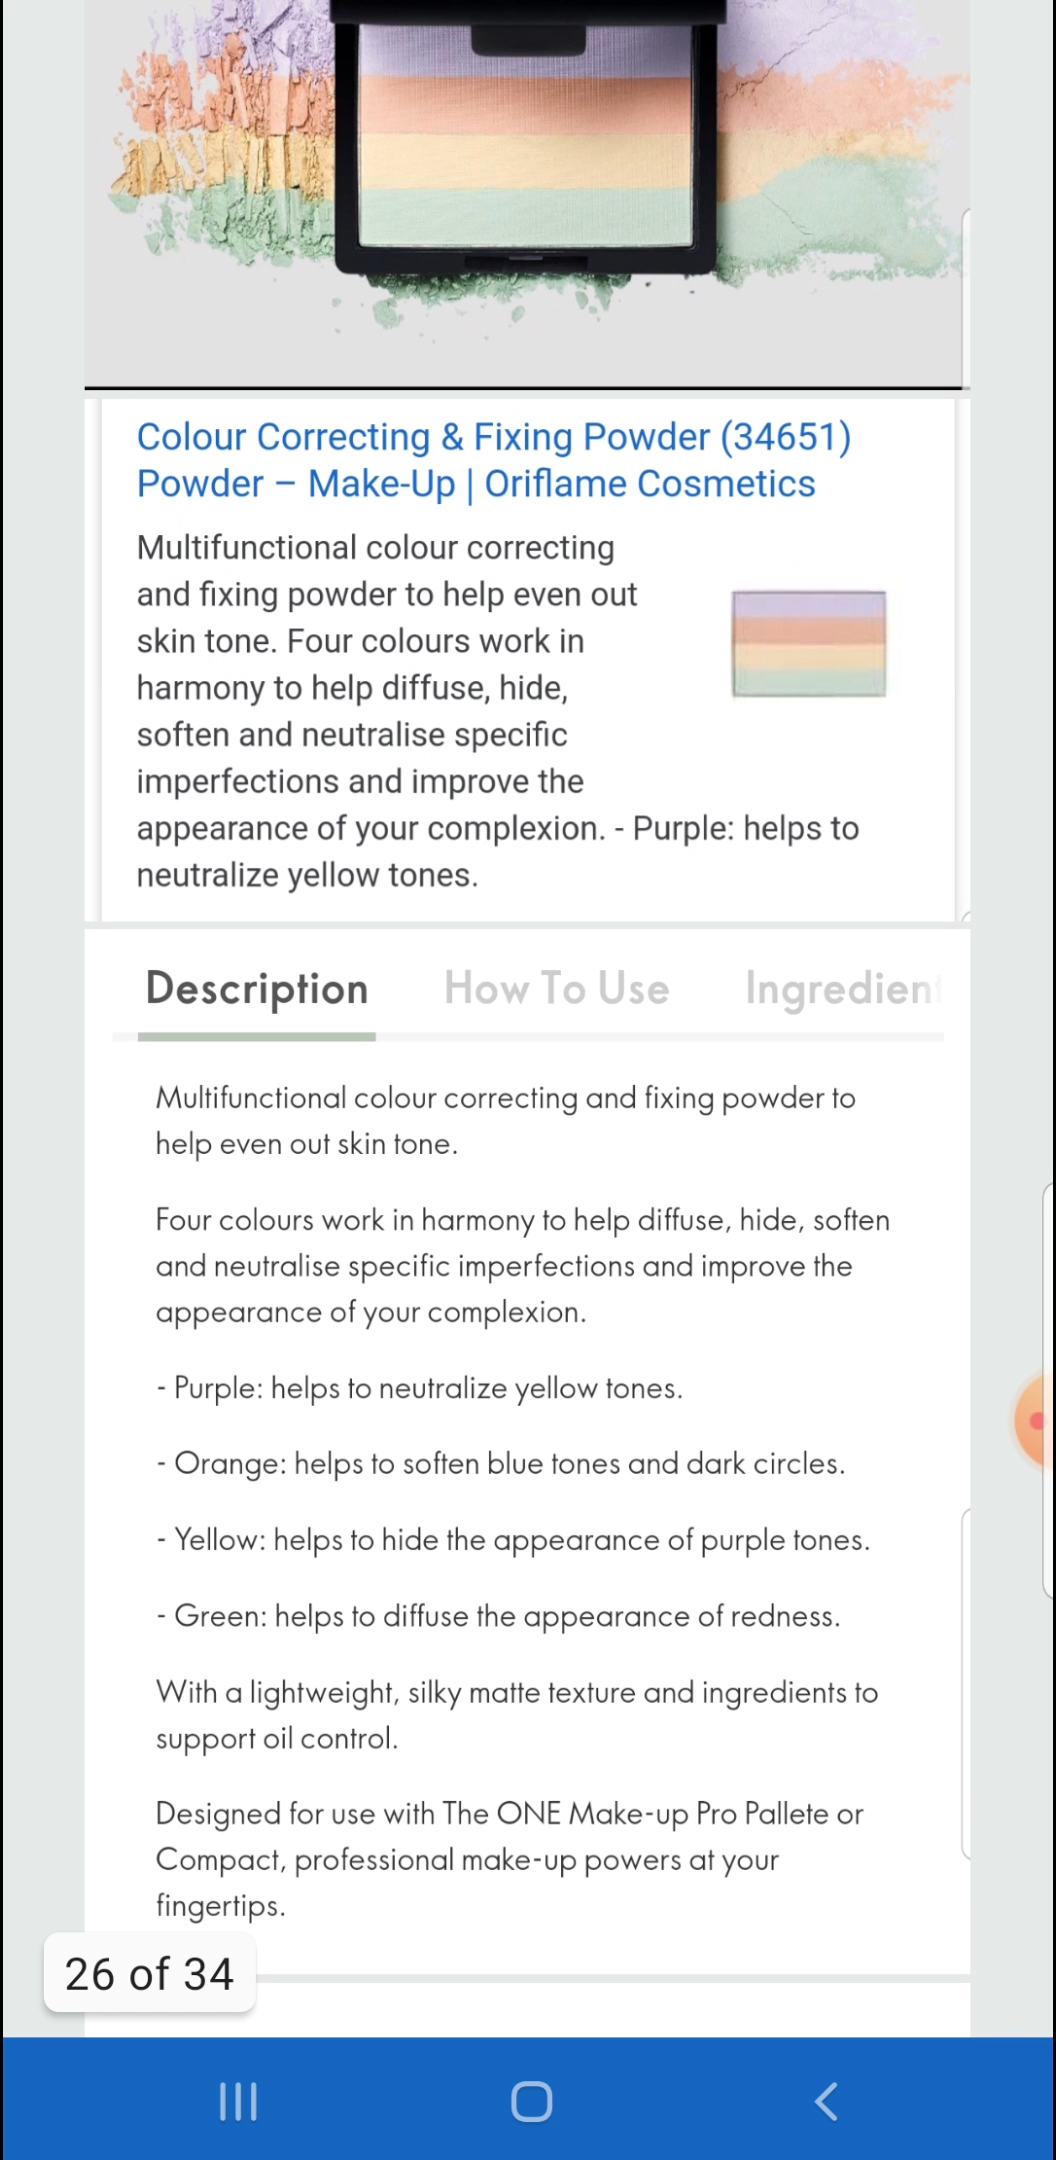 Colour Correcting & Fixing Powder (34651)
Powder – Make-Up | Oriflame Cosmetics
Multifunctional colour correcting
and fixing powder to help even out
skin tone. Four colours work in
harmony to help diffuse, hide,
soften and neutralise specific
imperfections and improve the
appearance of your complexion. - Purple: helps to
neutralize yellow tones.
Description How To Use Ingredient
Multifunctional colour correcting and fixing powder to
help even out skin tone.
Four colours work in harmony to help diffuse, hide, soften
and neutralise specific imperfections and improve the
appearance of your complexion.
- Purple: helps to neutralize yellow tones.
- Orange: helps to soften blue tones and dark circles.
- Yellow: helps to hide the appearance of purple tones.
- Green: helps to diffuse the appearance of redness.
With a lightweight, silky matte texture and ingredients to
support oil control.
Designed for use with The ONE Make-up Pro Pallete or
Compact, professional make-up powers at your
fingertips.
26 of 34